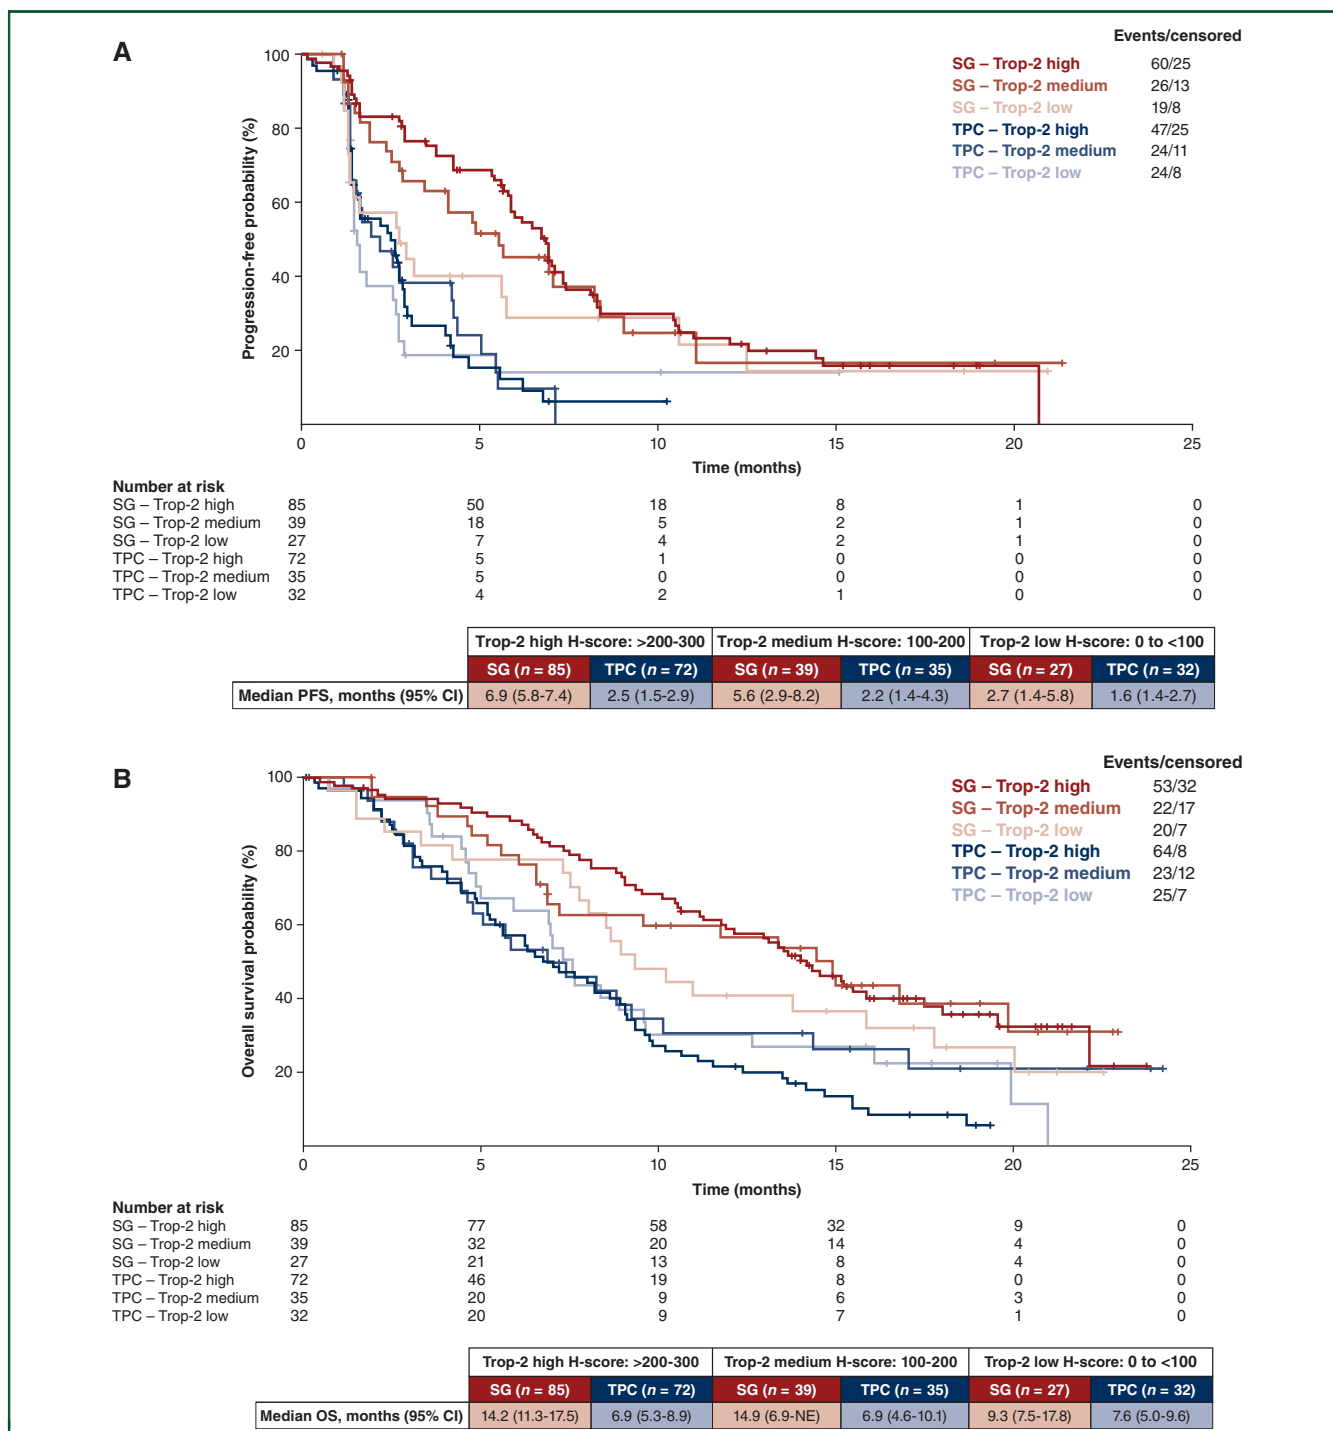 A
Events/censored
SG – Trop-2 high 60/25
SG – Trop-2 medium 26/13
SG – Trop-2 low 19/8
TPC – Trop-2 high 47/25
TPC – Trop-2 medium 24/11
TPC – Trop-2 low 24/8
Progression-free probability (%)
100
80
60
40
20
0 5 10 15 20 25
Time (months)
Number at risk
SG – Trop-2 high 85 50 18 8 1 0
SG – Trop-2 medium 39 18 5 2 1 0
SG – Trop-2 low 27 7 4 2 1 0
TPC – Trop-2 high 72 5 1 0 0 0
TPC – Trop-2 medium 35 5 0 0 0 0
TPC – Trop-2 low 32 4 2 1 0 0
Trop-2 high H-score: >200-300 Trop-2 medium H-score: 100-200 Trop-2 low H-score: 0 to <100
SG (n = 85) TPC (n = 72) SG (n = 39) TPC (n = 35) SG (n = 27) TPC (n = 32)
Median PFS, months (95% CI) 6.9 (5.8-7.4) 2.5 (1.5-2.9) 5.6 (2.9-8.2) 2.2 (1.4-4.3) 2.7 (1.4-5.8) 1.6 (1.4-2.7)
B
Events/censored
SG – Trop-2 high 53/32
SG – Trop-2 medium 22/17
SG – Trop-2 low 20/7
TPC – Trop-2 high 64/8
TPC – Trop-2 medium 23/12
TPC – Trop-2 low 25/7
Overall survival probability (%)
100
80
60
40
20
0 5 10 15 20 25
Time (months)
Number at risk
SG – Trop-2 high 85 77 58 32 9 0
SG – Trop-2 medium 39 32 20 14 4 0
SG – Trop-2 low 27 21 13 8 4 0
TPC – Trop-2 high 72 46 19 8 0 0
TPC – Trop-2 medium 35 20 9 6 3 0
TPC – Trop-2 low 32 20 9 7 1 0
Trop-2 high H-score: >200-300 Trop-2 medium H-score: 100-200 Trop-2 low H-score: 0 to <100
SG (n = 85) TPC (n = 72) SG (n = 39) TPC (n = 35) SG (n = 27) TPC (n = 32)
Median OS, months (95% CI) 14.2 (11.3-17.5) 6.9 (5.3-8.9) 14.9 (6.9-NE) 6.9 (4.6-10.1) 9.3 (7.5-17.8) 7.6 (5.0-9.6)